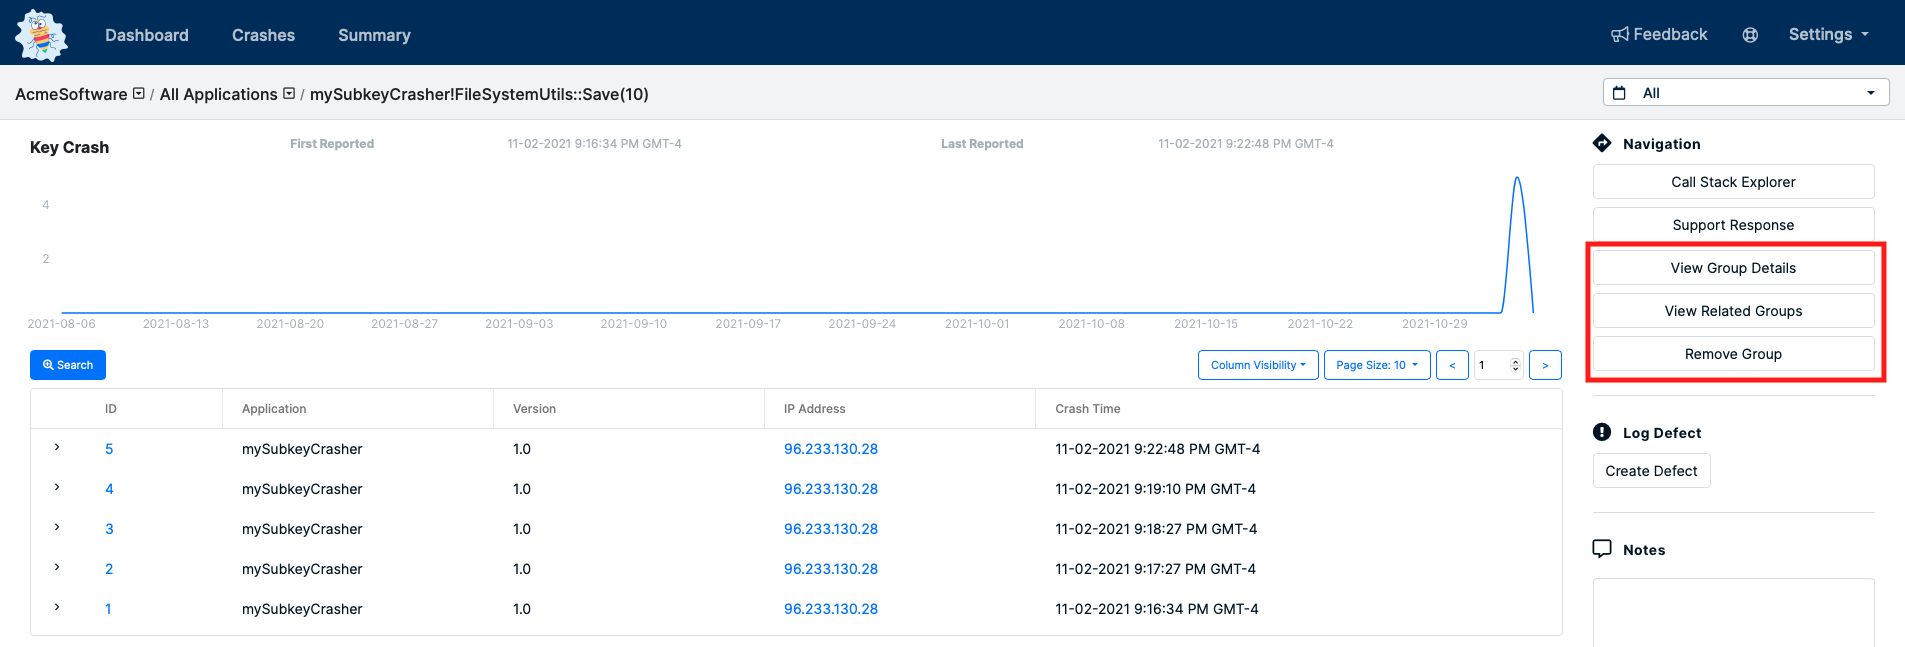 Dashboard Crashes Summary Feedback Settings
AcmeSoftware / All Applications / mySubkeyCrasher!FileSystemUtils::Save(10) All
Key Crash First Reported 11-02-2021 9:16:34 PM GMT-4 Last Reported 11-02-2021 9:22:48 PM GMT-4
4
2
2021-08-06 2021-08-13 2021-08-20 2021-08-27 2021-09-03 2021-09-10 2021-09-17 2021-09-24 2021-10-01 2021-10-08 2021-10-15 2021-10-22 2021-10-29
Search Column Visibility Page Size: 10 < 1 >
ID Application Version IP Address Crash Time
5 mySubkeyCrasher 1.0 96.233.130.28 11-02-2021 9:22:48 PM GMT-4
4 mySubkeyCrasher 1.0 96.233.130.28 11-02-2021 9:19:10 PM GMT-4
3 mySubkeyCrasher 1.0 96.233.130.28 11-02-2021 9:18:27 PM GMT-4
2 mySubkeyCrasher 1.0 96.233.130.28 11-02-2021 9:17:27 PM GMT-4
1 mySubkeyCrasher 1.0 96.233.130.28 11-02-2021 9:16:34 PM GMT-4
Navigation
Call Stack Explorer
Support Response
View Group Details
View Related Groups
Remove Group
Log Defect
Create Defect
Notes